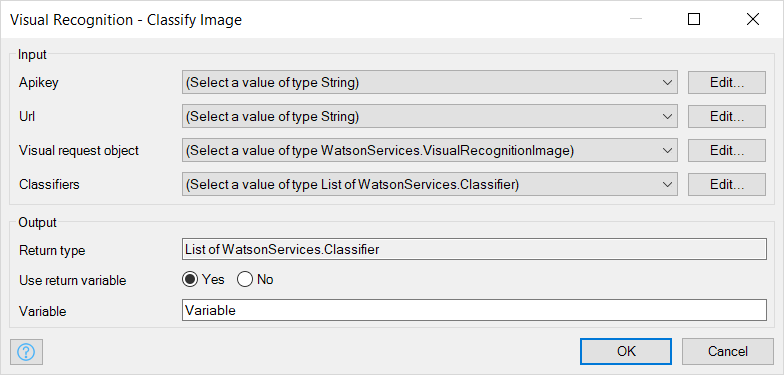 Visual Recognition - Classify Image
Input
Apikey (Select a value of type String) Edit...
Url (Select a value of type String) Edit...
Visual request object (Select a value of type WatsonServices.VisualRecognitionImage) Edit...
Classifiers (Select a value of type List of WatsonServices.Classifier) Edit...
Output
Return type List of WatsonServices.Classifier
Use return variable Yes No
Variable Variable
? OK Cancel